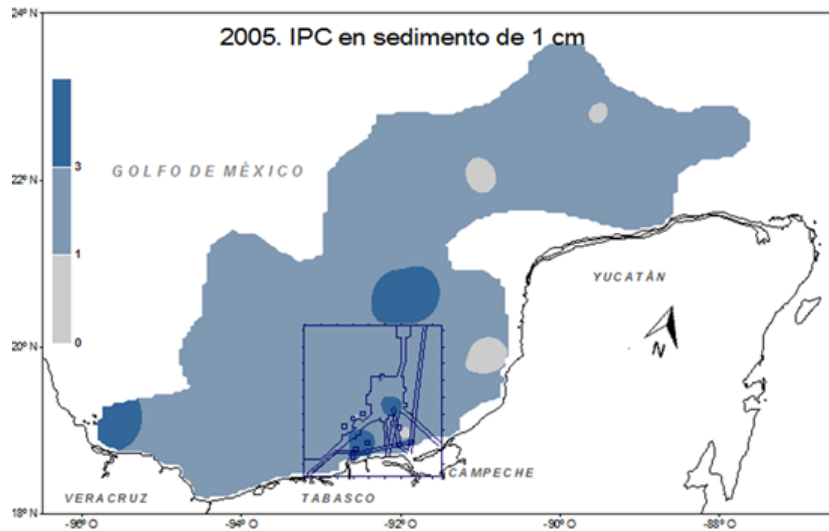 24° N
2005. IPC en sedimento de 1 cm
3
GOLFO DE MÈXICO
22° N
1
YUCATÀN
0
20° N
N
CAMPECHE
VERACRUZ
TABASCO
18° N
-96° O
-94° O
-92° O
-90° O
-88° O